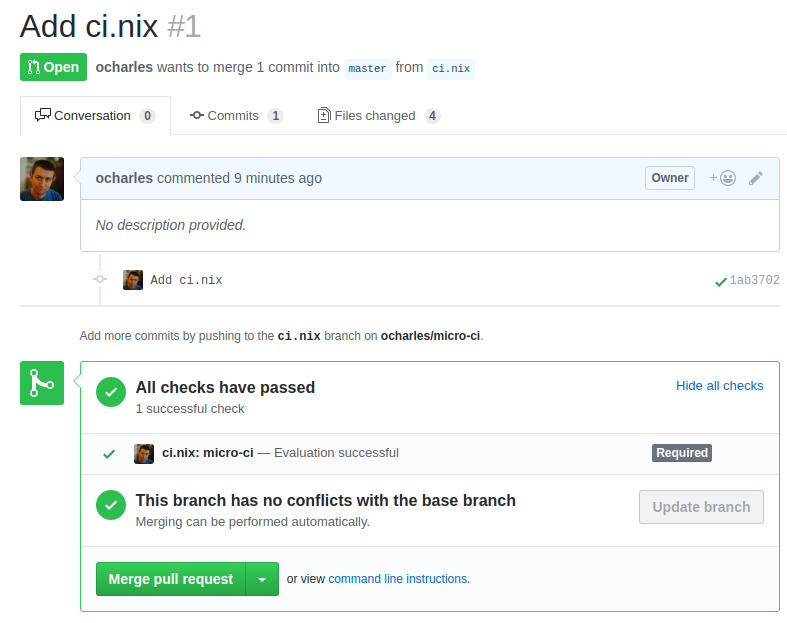 Add ci.nix #1
Open ocharles wants to merge 1 commit into master from ci.nix
Conversation 0 Commits 1 Files changed 4
ocharles commented 9 minutes ago Owner +
No description provided.
Add ci.nix 1ab3702
Add more commits by pushing to the ci.nix branch on ocharles/micro-ci.
All checks have passed Hide all checks
1 successful check
ci.nix: micro-ci — Evaluation successful Required
This branch has no conflicts with the base branch Update branch
Merging can be performed automatically.
Merge pull request or view command line instructions.